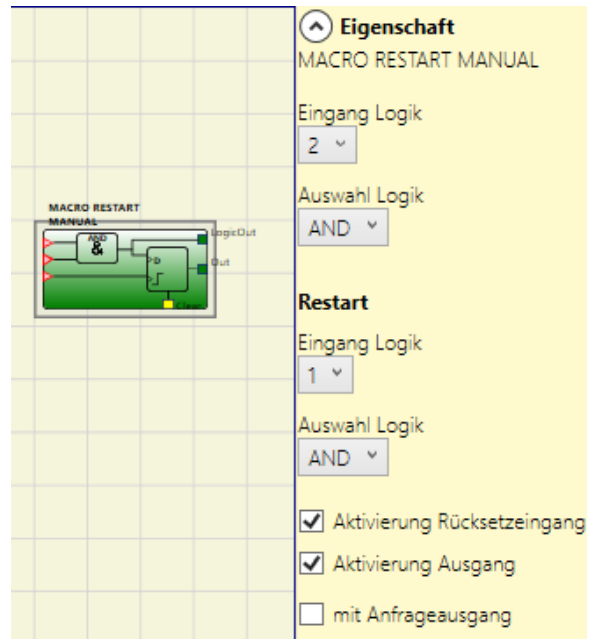 Eigenschaft
MACRO RESTART MANUAL
Eingang Logik
2
Auswahl Logik
AND
Restart
Eingang Logik
1
Auswahl Logik
AND
Aktivierung Rücksetzeingang
Aktivierung Ausgang
mit Anfrageausgang
MACRO RESTART
MANUAL
AND
&
LogicOut
D
Out
Clear